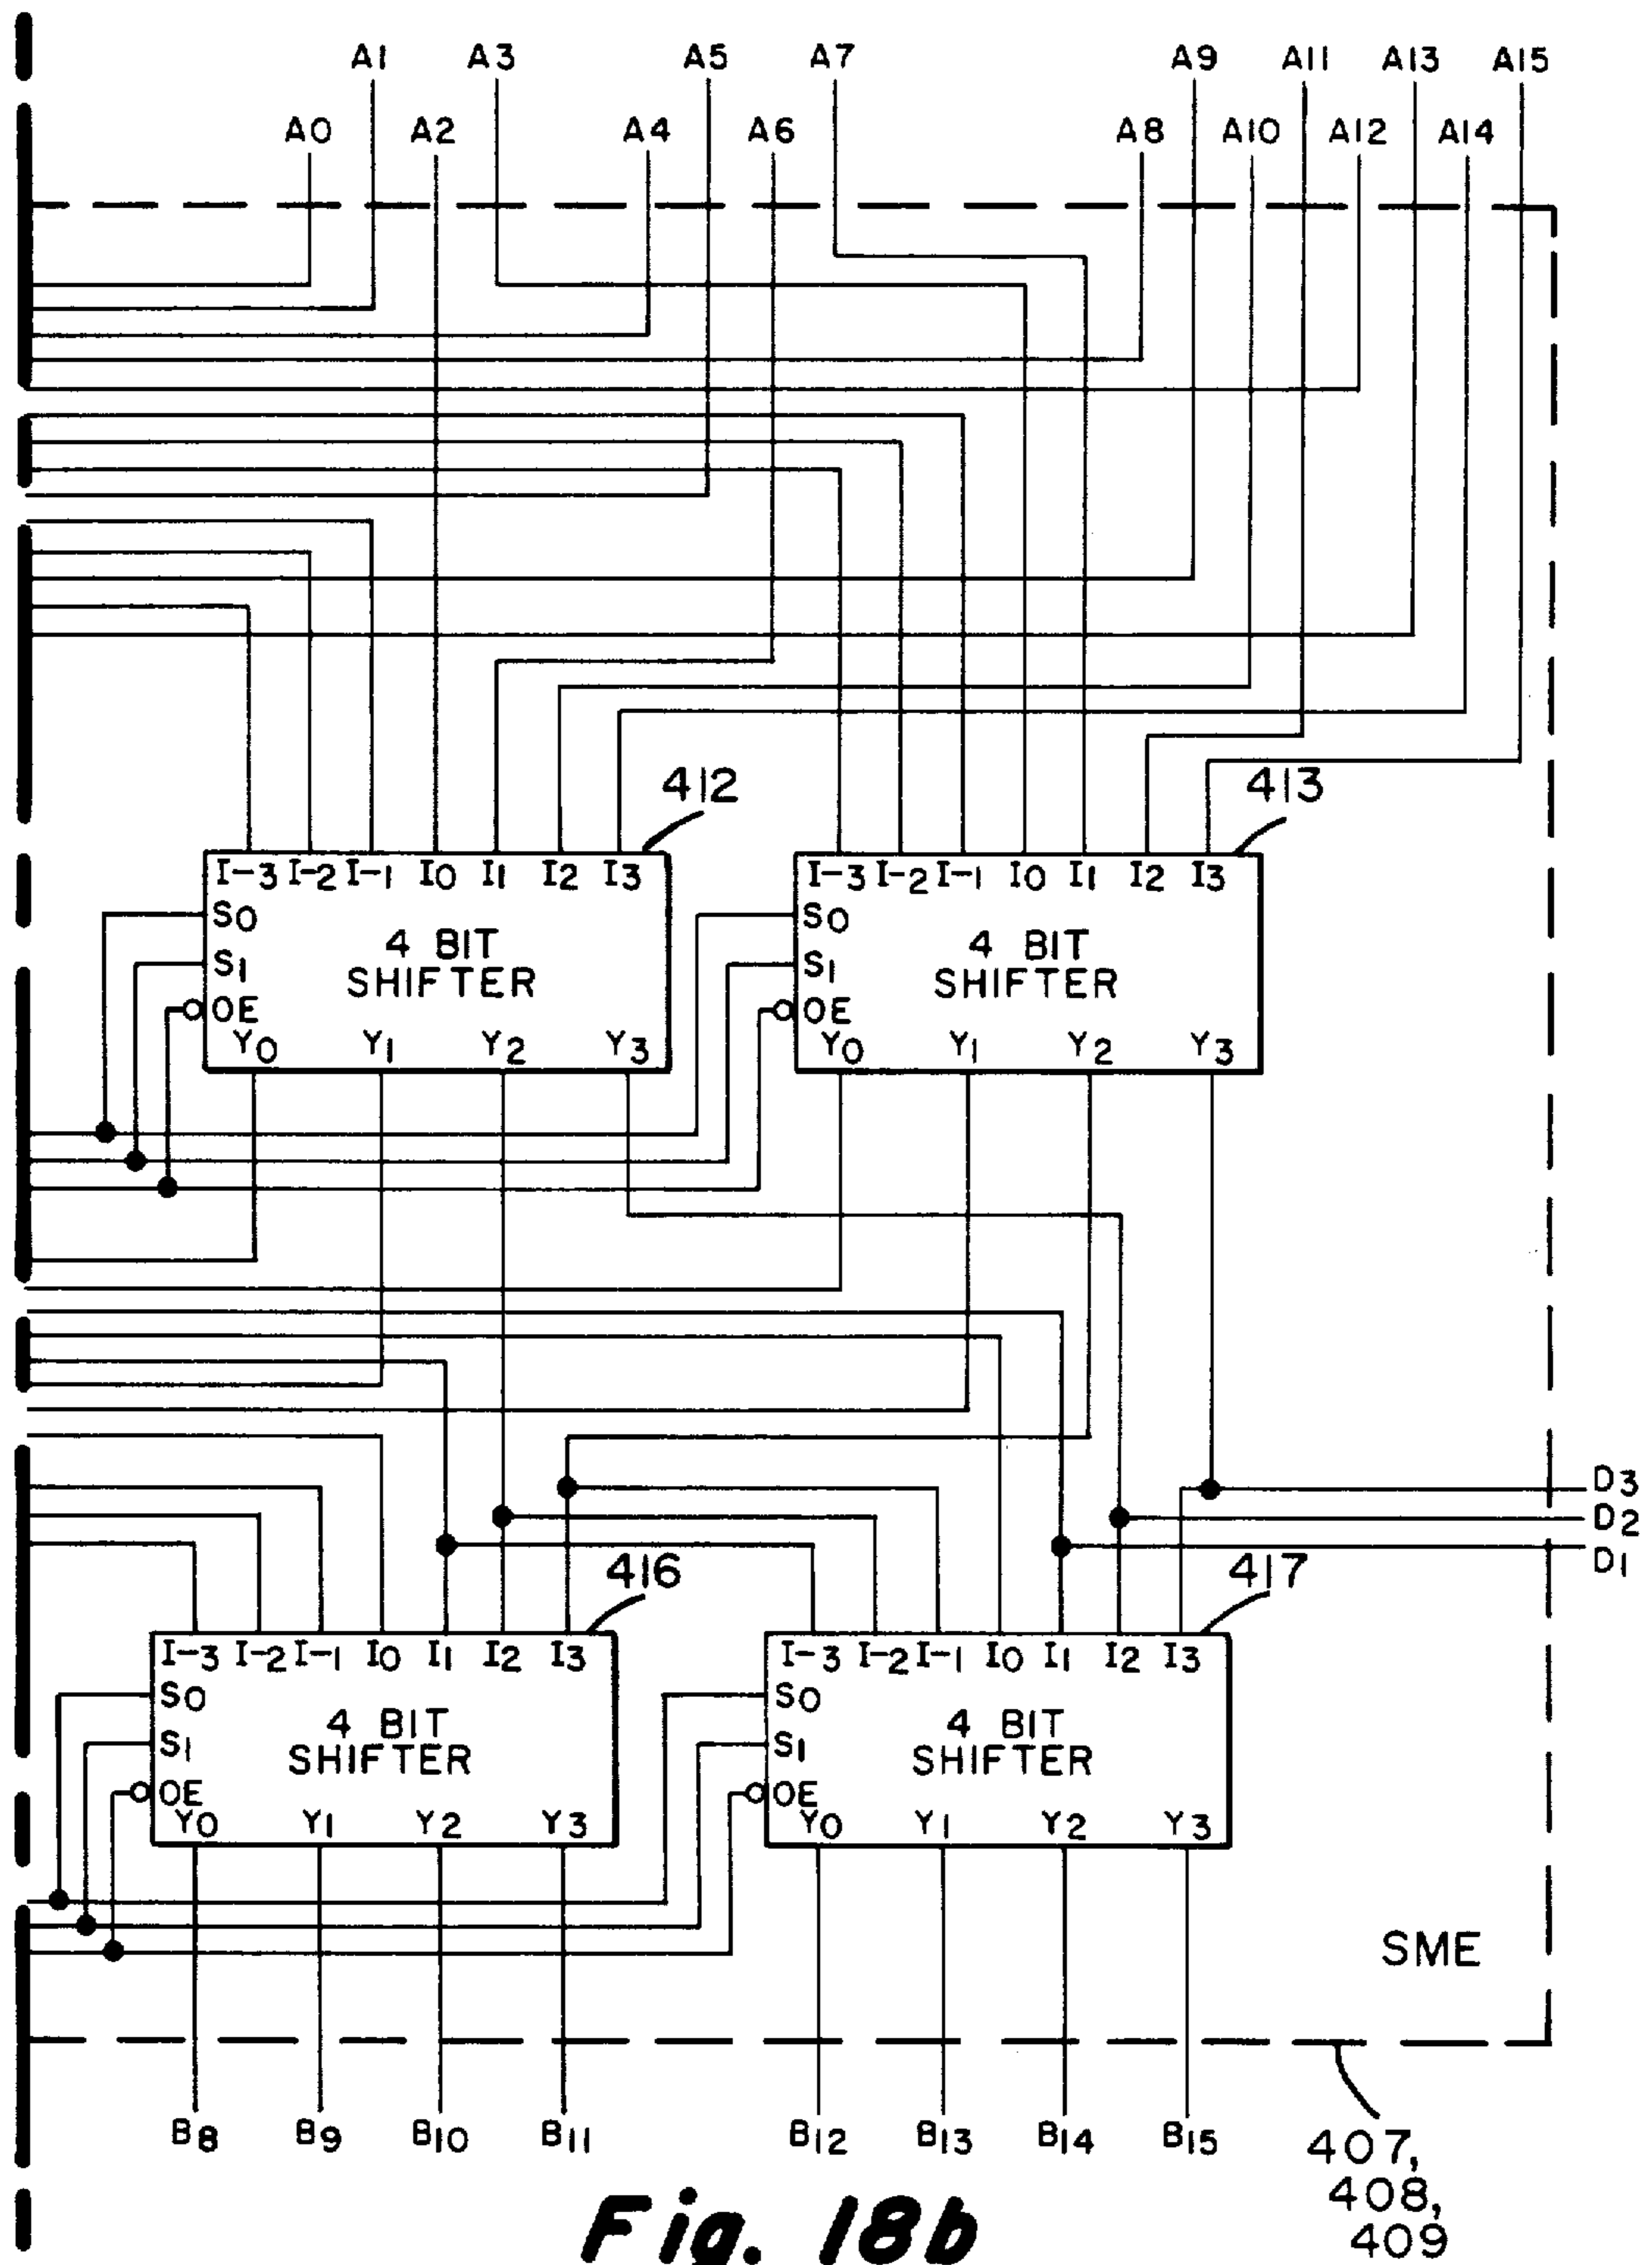 A1 A3 A5 A7 A9 A11 A13 A15
A0 A2 A4 A6 A8 A10 A12 A14
412 413
I-3 I-2 I-1 I0 I1 I2 I3
S0
S1
OE
4 BIT
SHIFTER
Y0 Y1 Y2 Y3
I-3 I-2 I-1 I0 I1 I2 I3
S0
S1
OE
4 BIT
SHIFTER
Y0 Y1 Y2 Y3
D3
D2
D1
416 417
I-3 I-2 I-1 I0 I1 I2 I3
S0
S1
OE
4 BIT
SHIFTER
Y0 Y1 Y2 Y3
I-3 I-2 I-1 I0 I1 I2 I3
S0
S1
OE
4 BIT
SHIFTER
Y0 Y1 Y2 Y3
SME
B8 B9 B10 B11 B12 B13 B14 B15
407,
408,
409
Fig. 18b